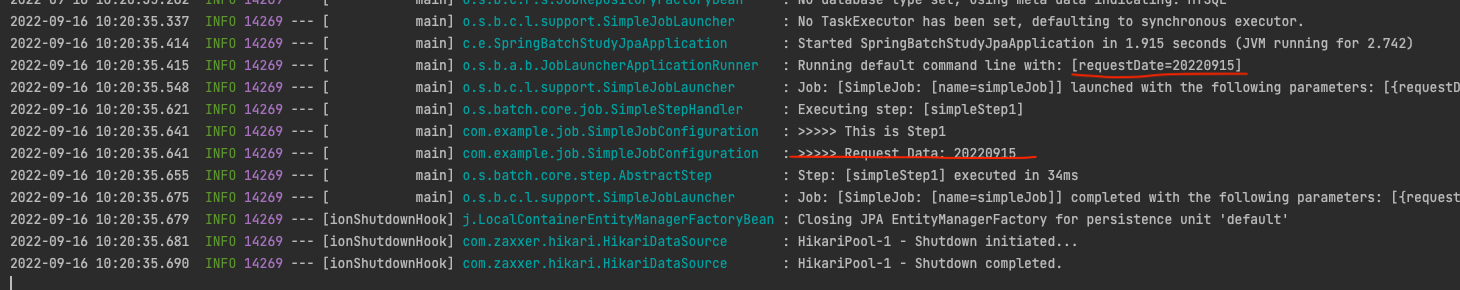 2022-09-16 10:20:35.262 INFO 14269 --- [ main] o.s.b.c.r.s.JobRepositoryFactoryBean : No database type set, using meta data indicating: MYSQL
2022-09-16 10:20:35.337 INFO 14269 --- [ main] o.s.b.c.l.support.SimpleJobLauncher : No TaskExecutor has been set, defaulting to synchronous executor.
2022-09-16 10:20:35.414 INFO 14269 --- [ main] c.e.SpringBatchStudyJpaApplication : Started SpringBatchStudyJpaApplication in 1.915 seconds (JVM running for 2.742)
2022-09-16 10:20:35.415 INFO 14269 --- [ main] o.s.b.a.b.JobLauncherApplicationRunner : Running default command line with: [requestDate=20220915]
2022-09-16 10:20:35.548 INFO 14269 --- [ main] o.s.b.c.l.support.SimpleJobLauncher : Job: [SimpleJob: [name=simpleJob]] launched with the following parameters: [{requestD
2022-09-16 10:20:35.621 INFO 14269 --- [ main] o.s.batch.core.job.SimpleStepHandler : Executing step: [simpleStep1]
2022-09-16 10:20:35.641 INFO 14269 --- [ main] com.example.job.SimpleJobConfiguration : >>>>> This is Step1
2022-09-16 10:20:35.641 INFO 14269 --- [ main] com.example.job.SimpleJobConfiguration : >>>>> Request Data: 20220915
2022-09-16 10:20:35.655 INFO 14269 --- [ main] o.s.batch.core.step.AbstractStep : Step: [simpleStep1] executed in 34ms
2022-09-16 10:20:35.675 INFO 14269 --- [ main] o.s.b.c.l.support.SimpleJobLauncher : Job: [SimpleJob: [name=simpleJob]] completed with the following parameters: [{reques
2022-09-16 10:20:35.679 INFO 14269 --- [ionShutdownHook] j.LocalContainerEntityManagerFactoryBean : Closing JPA EntityManagerFactory for persistence unit 'default'
2022-09-16 10:20:35.681 INFO 14269 --- [ionShutdownHook] com.zaxxer.hikari.HikariDataSource : HikariPool-1 - Shutdown initiated...
2022-09-16 10:20:35.690 INFO 14269 --- [ionShutdownHook] com.zaxxer.hikari.HikariDataSource : HikariPool-1 - Shutdown completed.